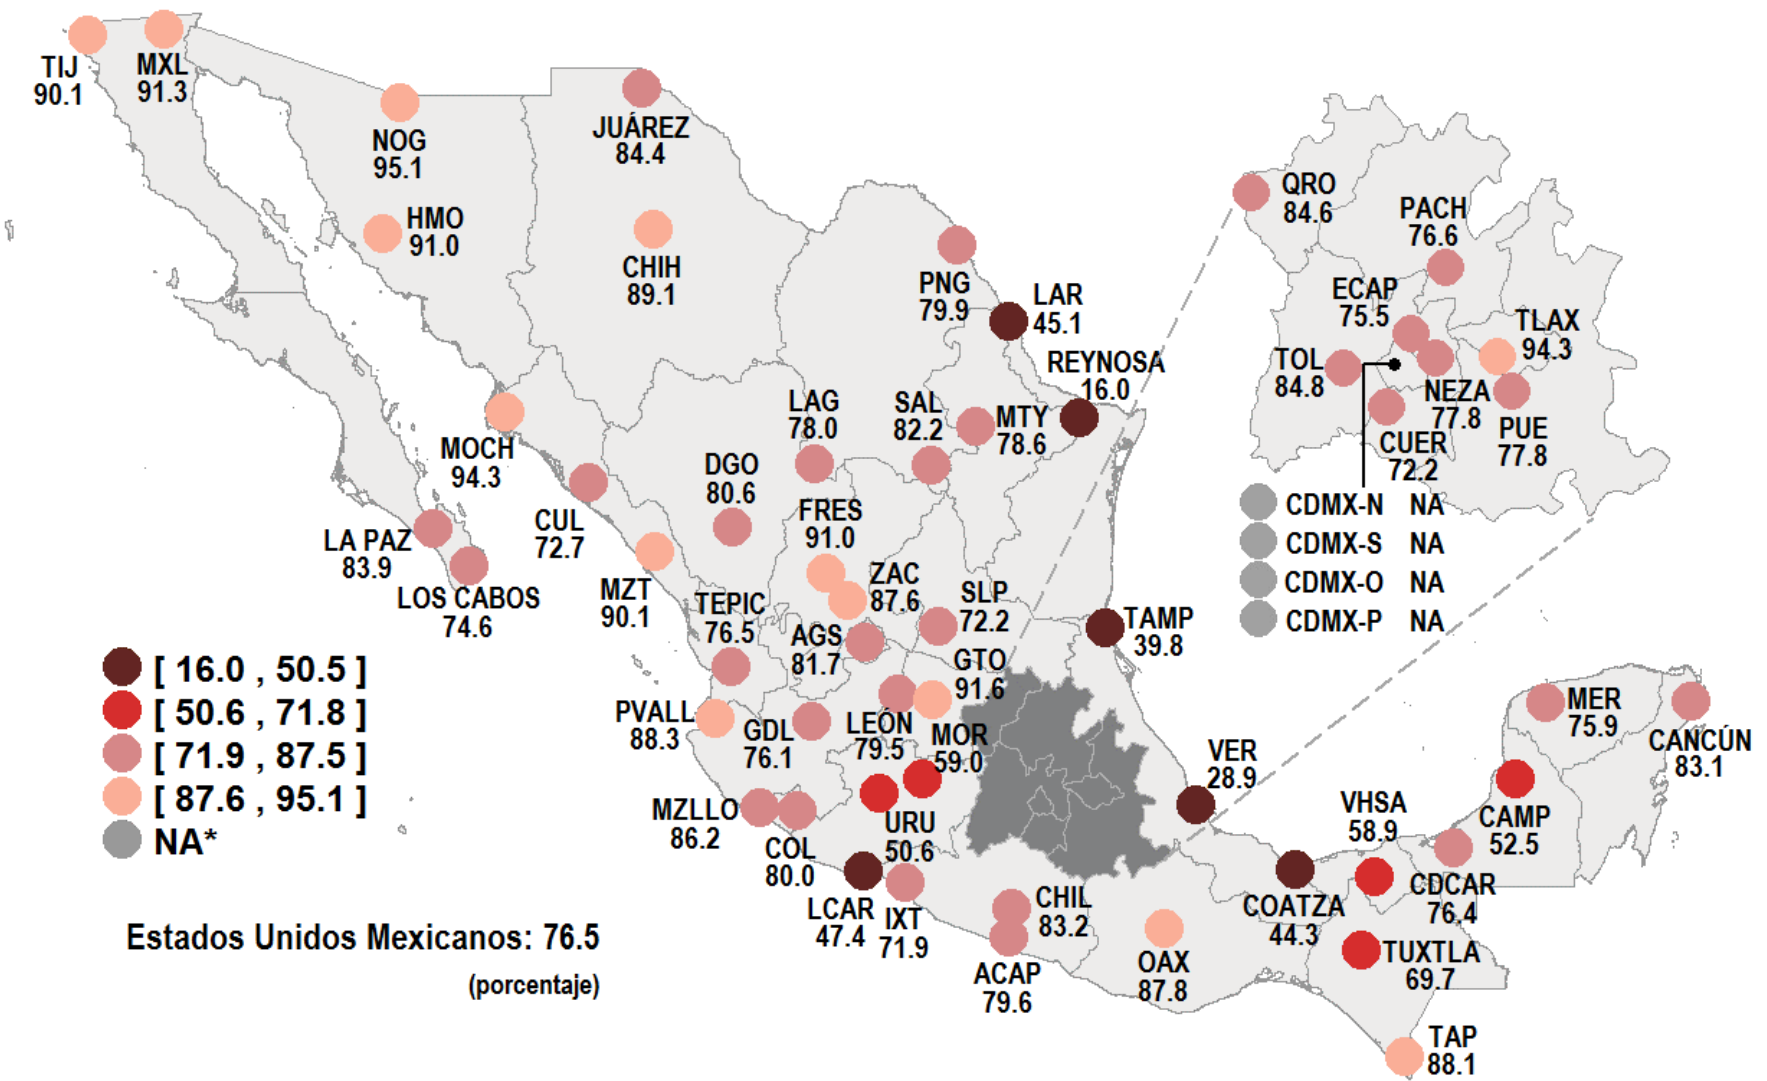 TIJ
90.1
MXL
91.3
NOG
95.1
HMO
91.0
JUÁREZ
84.4
CHIH
89.1
PNG
79.9
LAR
45.1
REYNOSA
16.0
MOCH
94.3
LAG
78.0
SAL
82.2
MTY
78.6
DGO
80.6
CUL
72.7
FRES
91.0
LA PAZ
83.9
LOS CABOS
74.6
MZT
90.1
ZAC
87.6
TEPIC
76.5
AGS
81.7
SLP
72.2
TAMP
39.8
GTO
91.6
PVALL
88.3
GDL
76.1
LEÓN
79.5
MOR
59.0
MZLLO
86.2
COL
80.0
URU
50.6
LCAR
47.4
IXT
71.9
CHIL
83.2
ACAP
79.6
OAX
87.8
VER
28.9
COATZA
44.3
VHSA
58.9
CDCAR
76.4
TUXTLA
69.7
TAP
88.1
CAMP
52.5
MER
75.9
CANCÚN
83.1
QRO
84.6
PACH
76.6
ECAP
75.5
TLAX
94.3
TOL
84.8
NEZA
77.8
PUE
77.8
CUER
72.2
CDMX-N NA
CDMX-S NA
CDMX-O NA
CDMX-P NA
[ 16.0 , 50.5 ]
[ 50.6 , 71.8 ]
[ 71.9 , 87.5 ]
[ 87.6 , 95.1 ]
NA*
Estados Unidos Mexicanos: 76.5
(porcentaje)